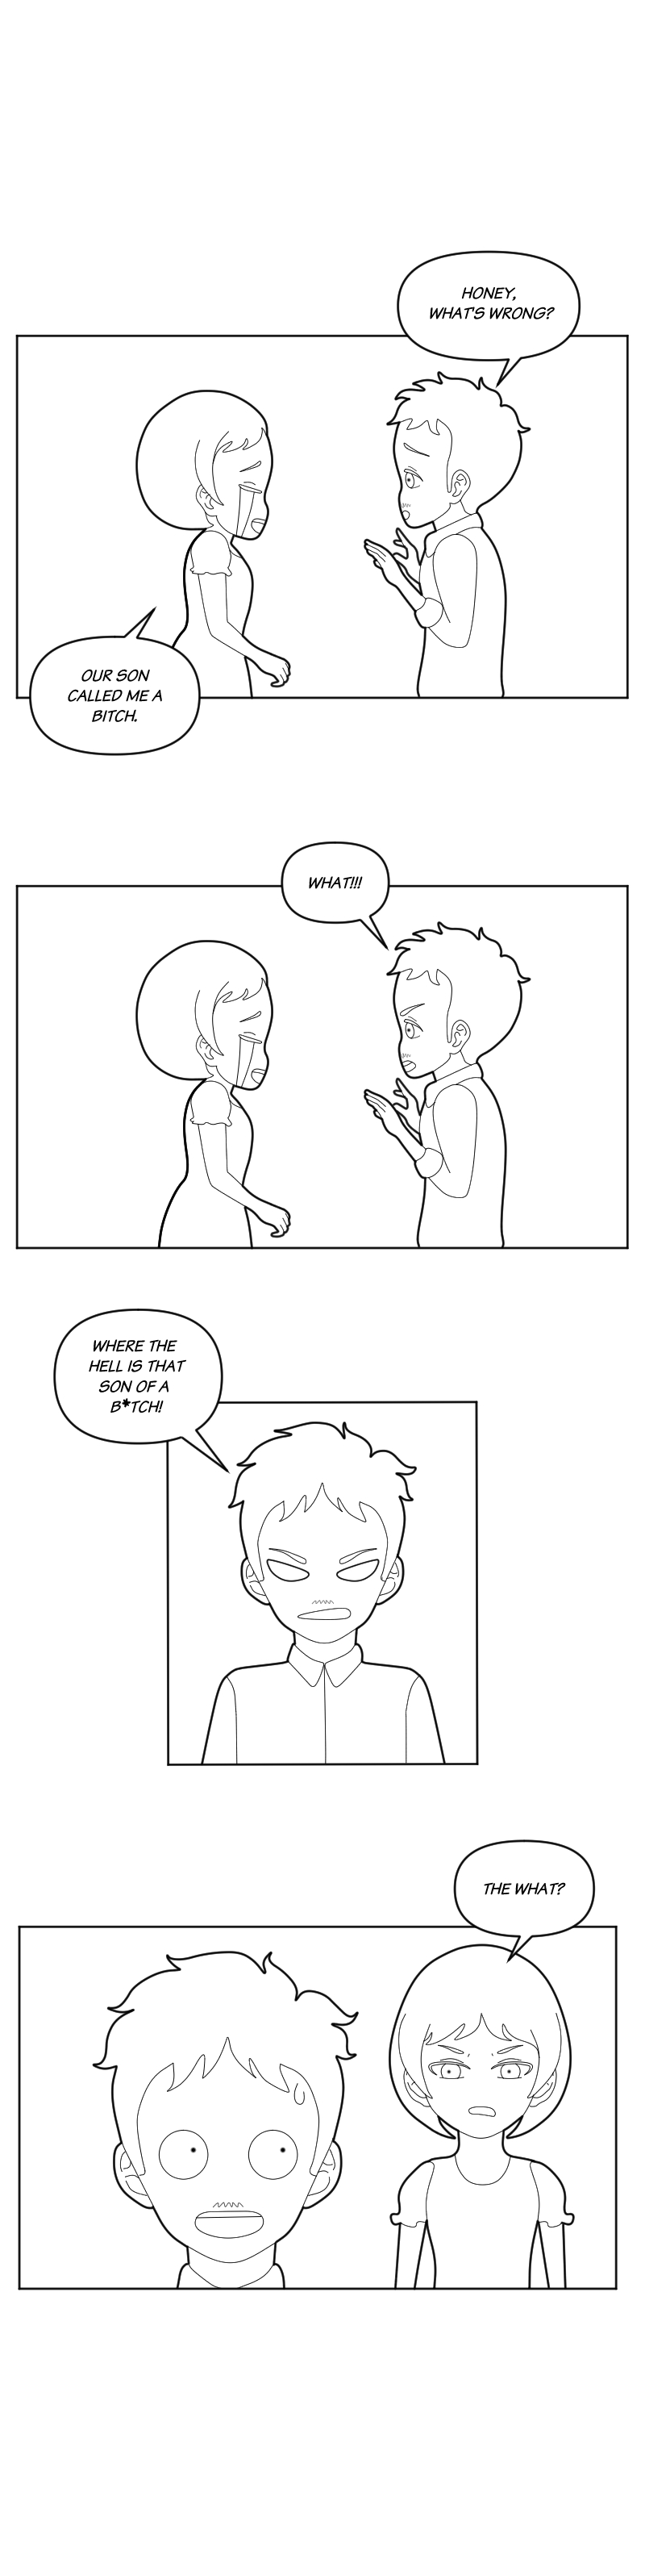 HONEY,
WHAT'S WRONG?
OUR SON
CALLED ME A
BITCH.
WHAT!!!
WHERE THE
HELL IS THAT
SON OF A
B*TCH!
THE WHAT?